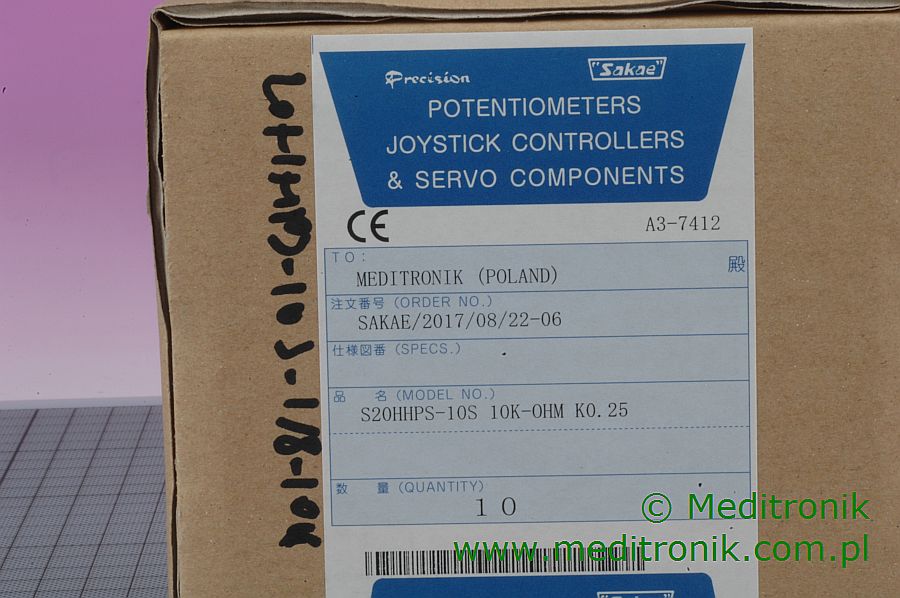 Precision
"Sakae"
POTENTIOMETERS
JOYSTICK CONTROLLERS
& SERVO COMPONENTS
CE
A3-7412
TO:
MEDITRONIK (POLAND)
殿
注文番号 (ORDER NO.)
SAKAE/2017/08/22-06
仕様図番 (SPECS.)
品 名 (MODEL NO.)
S20HHPS-10S 10K-OHM K0.25
数 量 (QUANTITY)
10
© Meditronik
www.meditronik.com.pl
"Sakae"